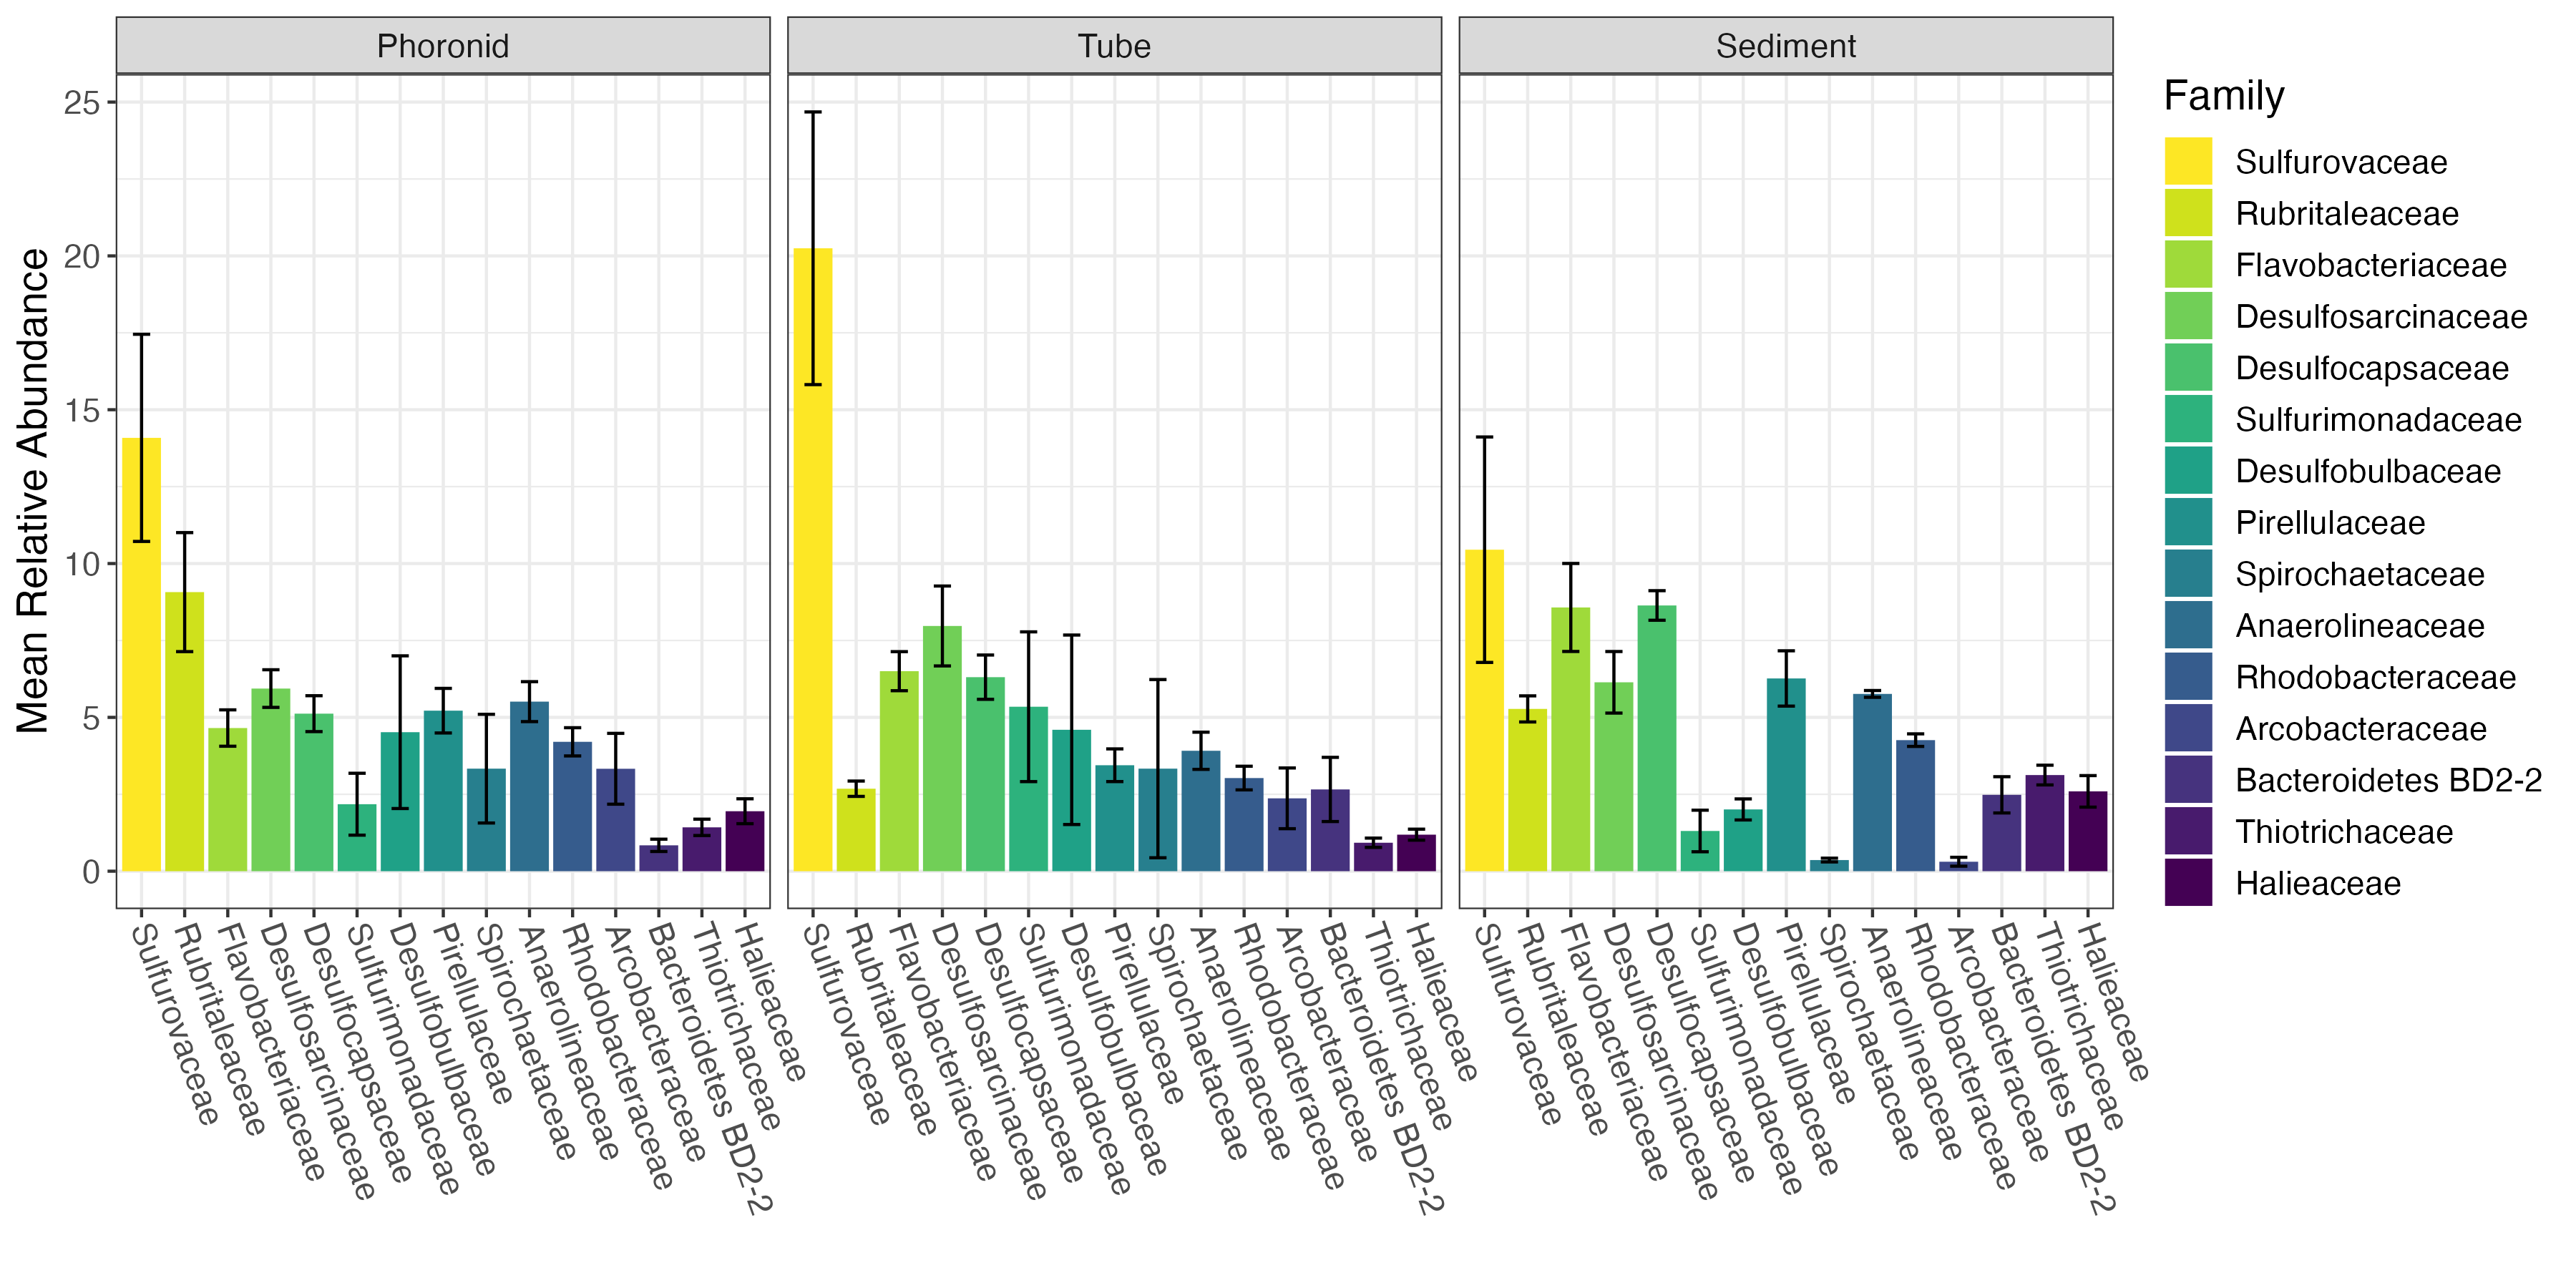 Phoronid
Tube
Sediment
Mean Relative Abundance
25
20
15
10
5
0
Sulfurovaceae
Rubritaleaceae
Flavobacteriaceae
Desulfosarcinaceae
Desulfocapsaceae
Sulfurimonadaceae
Desulfobulbaceae
Pirellulaceae
Spirochaetaceae
Anaerolineaceae
Rhodobacteraceae
Arcobacteraceae
Bacteroidetes BD2-2
Thiotrichaceae
Halieaceae
Sulfurovaceae
Rubritaleaceae
Flavobacteriaceae
Desulfosarcinaceae
Desulfocapsaceae
Sulfurimonadaceae
Desulfobulbaceae
Pirellulaceae
Spirochaetaceae
Anaerolineaceae
Rhodobacteraceae
Arcobacteraceae
Bacteroidetes BD2-2
Thiotrichaceae
Halieaceae
Sulfurovaceae
Rubritaleaceae
Flavobacteriaceae
Desulfosarcinaceae
Desulfocapsaceae
Sulfurimonadaceae
Desulfobulbaceae
Pirellulaceae
Spirochaetaceae
Anaerolineaceae
Rhodobacteraceae
Arcobacteraceae
Bacteroidetes BD2-2
Thiotrichaceae
Halieaceae
Family
Sulfurovaceae
Rubritaleaceae
Flavobacteriaceae
Desulfosarcinaceae
Desulfocapsaceae
Sulfurimonadaceae
Desulfobulbaceae
Pirellulaceae
Spirochaetaceae
Anaerolineaceae
Rhodobacteraceae
Arcobacteraceae
Bacteroidetes BD2-2
Thiotrichaceae
Halieaceae